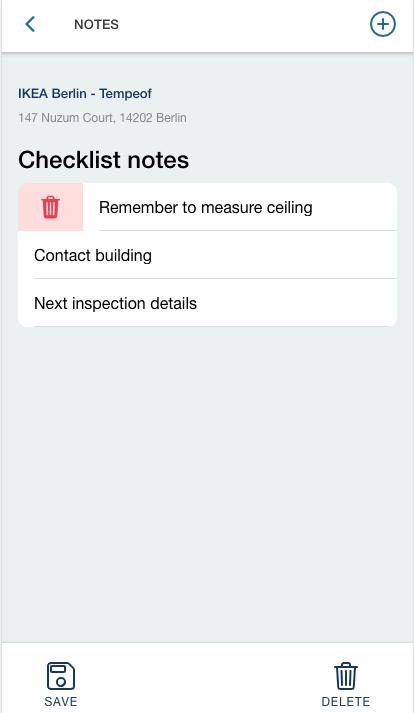 NOTES
IKEA Berlin - Tempeof
147 Nuzum Court, 14202 Berlin
Checklist notes
Remember to measure ceiling
Contact building
Next inspection details
SAVE
DELETE